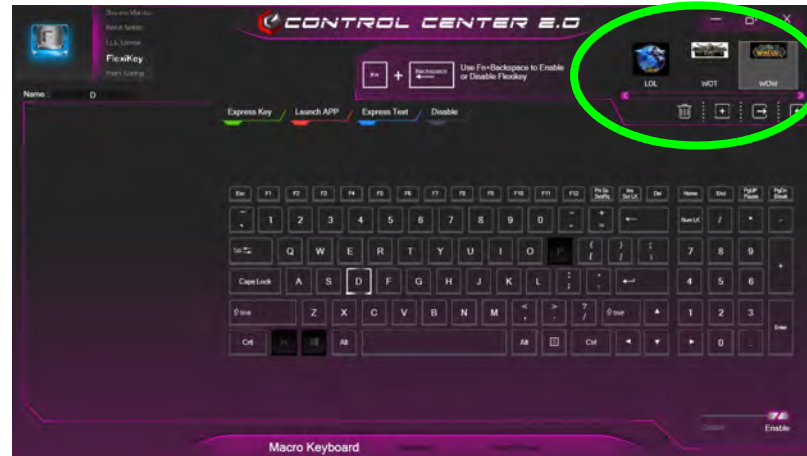 CONTROL CENTER 2.0
FlexiKey
Fn + Backspace
Use Fn+Backspace to Enable
or Disable Flexikey
LOL WOT WOW
Name : D
Express Key / Launch APP / Express Text / Disable
Esc F1 F2 F3 F4 F5 F6 F7 F8 F9 F10 F11 F12 Del Home End
1 2 3 4 5 6 7 8 9 0 - + = NumLK / * -
Tab Q W E R T Y U I O P { [ } ] 7 8 9 +
Caps Lock A S D F G H J K L ; 4 5 6
Z X C V B N M < , > . ? / 1 2 3 Enter
Ctrl Alt Alt Ctrl 0
Enable
Macro Keyboard